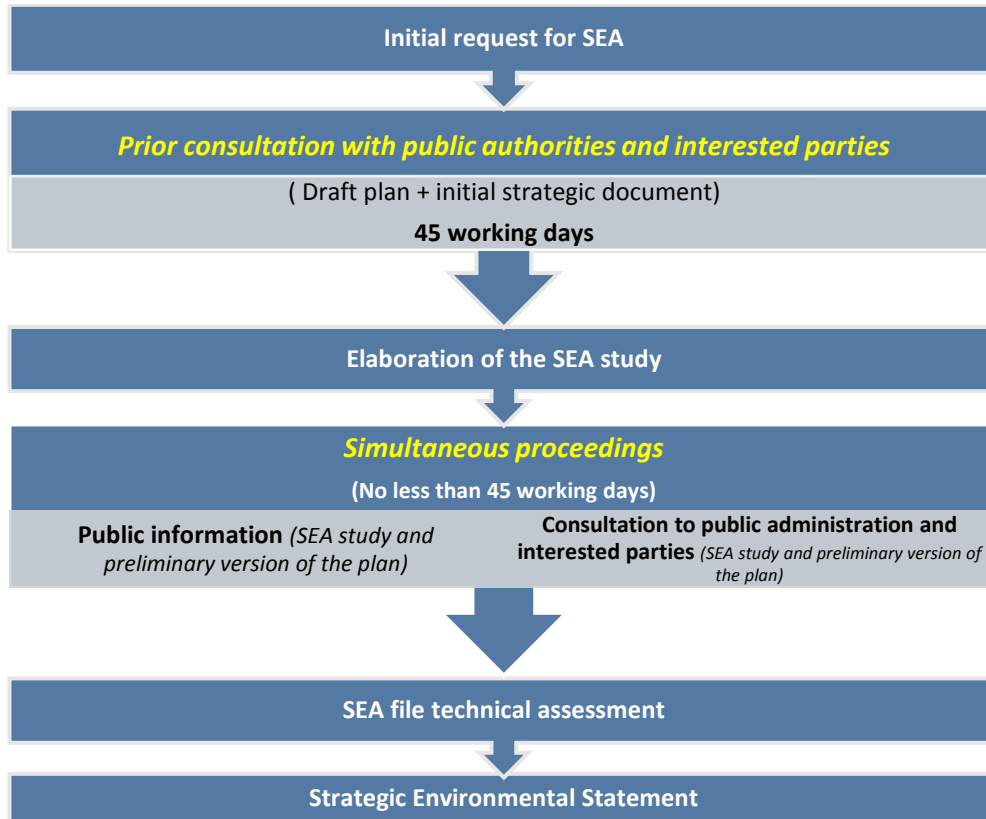 Initial request for SEA
Prior consultation with public authorities and interested parties
( Draft plan + initial strategic document)
45 working days
Elaboration of the SEA study
Simultaneous proceedings
(No less than 45 working days)
Public information (SEA study and
preliminary version of the plan)
Consultation to public administration and
interested parties (SEA study and preliminary version of
the plan)
SEA file technical assessment
Strategic Environmental Statement